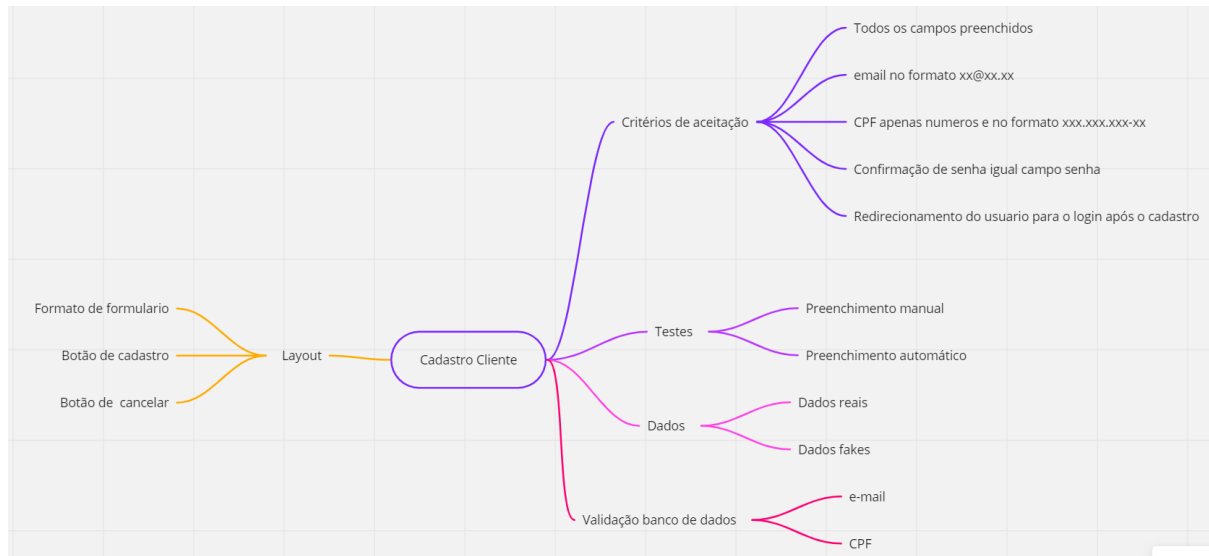 Todos os campos preenchidos
email no formato xx@xx.xx
Critérios de aceitação
CPF apenas numeros e no formato xxx.xxx.xxx-xx
Confirmação de senha igual campo senha
Redirecionamento do usuario para o login após o cadastro
Formato de formulario
Botão de cadastro
Layout
Botão de cancelar
Cadastro Cliente
Testes
Preenchimento manual
Preenchimento automático
Dados
Dados reais
Dados fakes
Validação banco de dados
e-mail
CPF